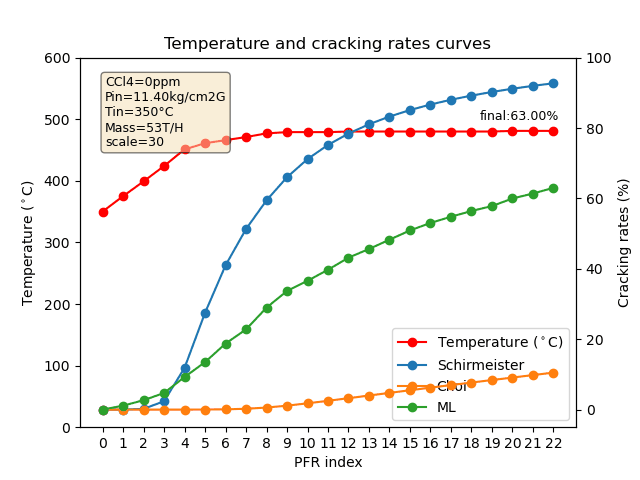 Temperature and cracking rates curves
CCl4=0ppm
Pin=11.40kg/cm2G
Tin=350°C
Mass=53T/H
scale=30
final:63.00%
Temperature (°C)
Cracking rates (%)
600
500
400
300
200
100
0
100
80
60
40
20
0
Temperature (°C)
Schirmeister
Choi
ML
0 1 2 3 4 5 6 7 8 9 10 11 12 13 14 15 16 17 18 19 20 21 22
PFR index